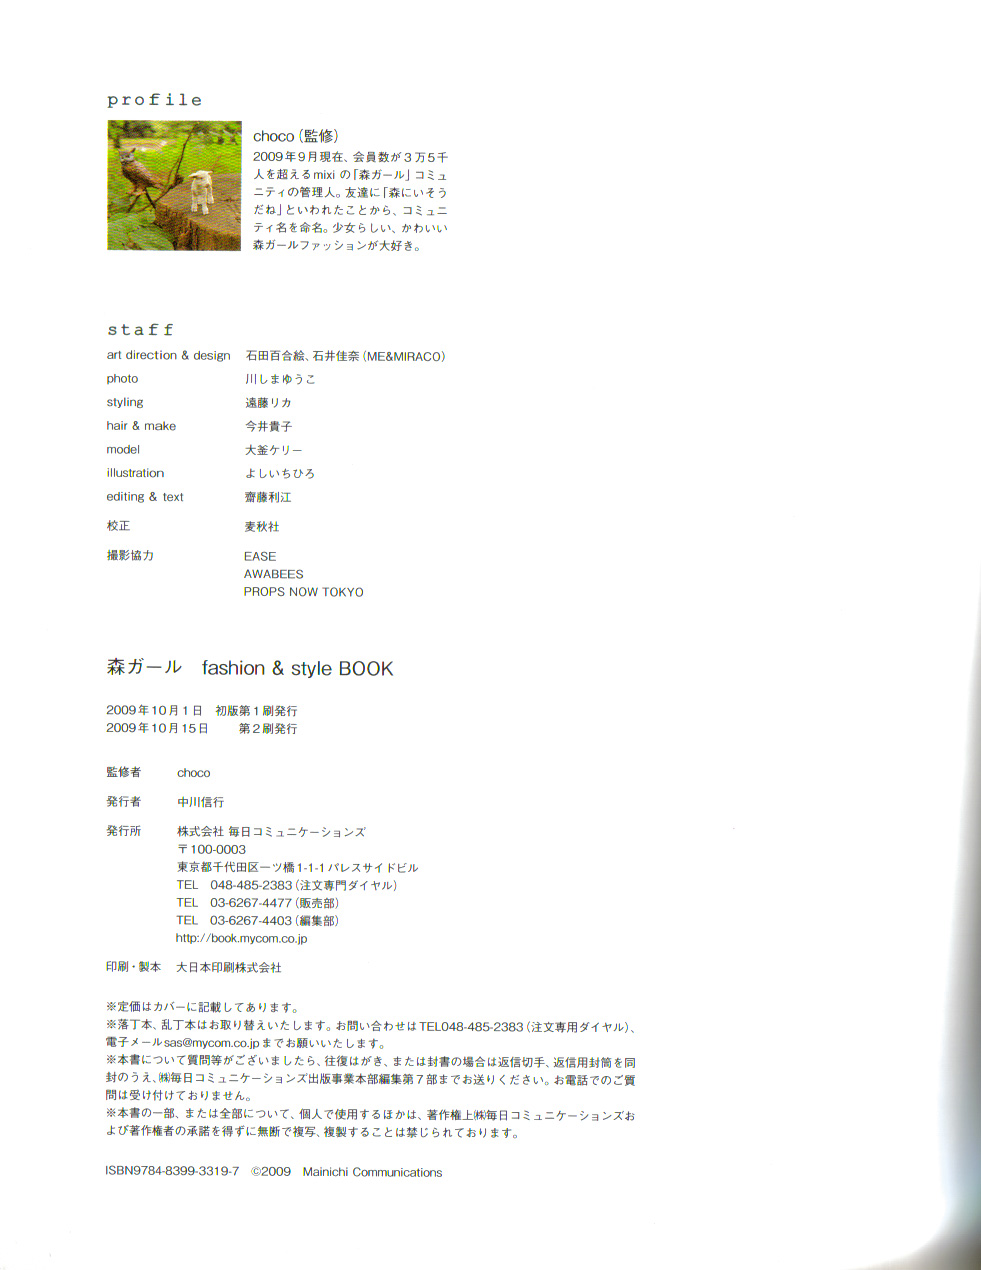 profile
choco（監修）
2009年9月現在、会員数が3万5千
人を超えるmixi の「森ガール」コミュ
ニティの管理人。友達に「森にいそう
だね」といわれたことから、コミュニ
ティ名を命名。少女らしい、かわいい
森ガールファッションが大好き。
staff
art direction & design 石田百合絵、石井佳奈（ME&MIRACO）
photo 川しまゆうこ
styling 遠藤リカ
hair & make 今井貴子
model 大釜ケリー
illustration よしいちひろ
editing & text 齋藤利江
校正 麦秋社
撮影協力 EASE
AWABEES
PROPS NOW TOKYO
森ガール fashion & style BOOK
2009年10月1日 初版第1刷発行
2009年10月15日 第2刷発行
監修者 choco
発行者 中川信行
発行所 株式会社 毎日コミュニケーションズ
〒100-0003
東京都千代田区一ツ橋1-1-1パレスサイドビル
TEL 048-485-2383（注文専門ダイヤル）
TEL 03-6267-4477（販売部）
TEL 03-6267-4403（編集部）
http://book.mycom.co.jp
印刷・製本 大日本印刷株式会社
※定価はカバーに記載してあります。
※落丁本、乱丁本はお取り替えいたします。お問い合わせはTEL048-485-2383（注文専用ダイヤル）、
電子メールsas@mycom.co.jpまでお願いいたします。
※本書について質問等がございましたら、往復はがき、または封書の場合は返信切手、返信用封筒を同
封のうえ、㈱毎日コミュニケーションズ出版事業本部編集第7部までお送りください。お電話でのご質
問は受け付けておりません。
※本書の一部、または全部について、個人で使用するほかは、著作権上㈱毎日コミュニケーションズお
よび著作権者の承諾を得ずに無断で複写、複製することは禁じられております。
ISBN9784-8399-3319-7 ©2009 Mainichi Communications